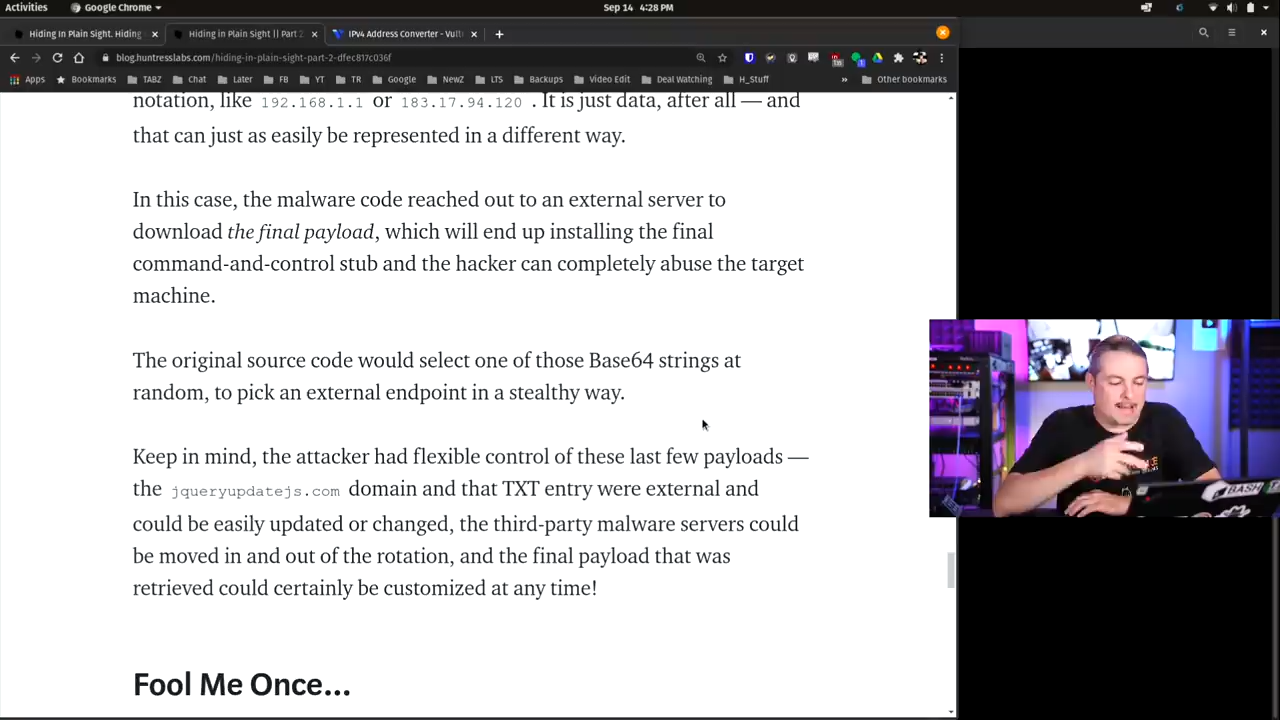 Activities
Google Chrome
Sep 14 4:28 PM
Hiding in Plain Sight. Hiding
Hiding in Plain Sight || Part 2
IPv4 Address Converter - Vult
blog.huntresslabs.com/hiding-in-plain-sight-part-2-dfec817c036f
Apps
Bookmarks
TABZ
Chat
Later
FB
YT
TR
Google
NewZ
LTS
Backups
Video Edit
Deal Watching
H_Stuff
»
Other bookmarks
notation, like 192.168.1.1 or 183.17.94.120 . It is just data, after all — and
that can just as easily be represented in a different way.
In this case, the malware code reached out to an external server to
download the final payload, which will end up installing the final
command-and-control stub and the hacker can completely abuse the target
machine.
The original source code would select one of those Base64 strings at
random, to pick an external endpoint in a stealthy way.
Keep in mind, the attacker had flexible control of these last few payloads —
the jqueryupdatejs.com domain and that TXT entry were external and
could be easily updated or changed, the third-party malware servers could
be moved in and out of the rotation, and the final payload that was
retrieved could certainly be customized at any time!
Fool Me Once...
BASH